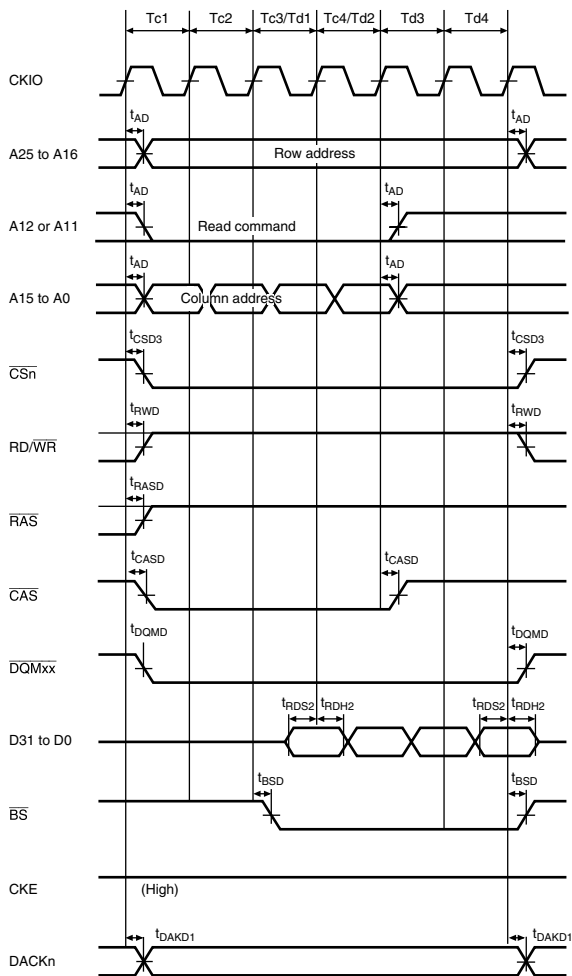 Tc1 Tc2 Tc3/Td1 Tc4/Td2 Td3 Td4
CKIO
tAD tAD
A25 to A16 Row address
tAD tAD
A12 or A11 Read command
tAD tAD
A15 to A0 Column address
tCSD3 tCSD3
CSn
tRWD tRWD
RD/WR
tRASD
RAS
tCASD tCASD
CAS
tDQMD tDQMD
DQMxx
tRDS2 tRDH2 tRDS2 tRDH2
D31 to D0
tBSD tBSD
BS
CKE (High)
tDAKD1 tDAKD1
DACKn